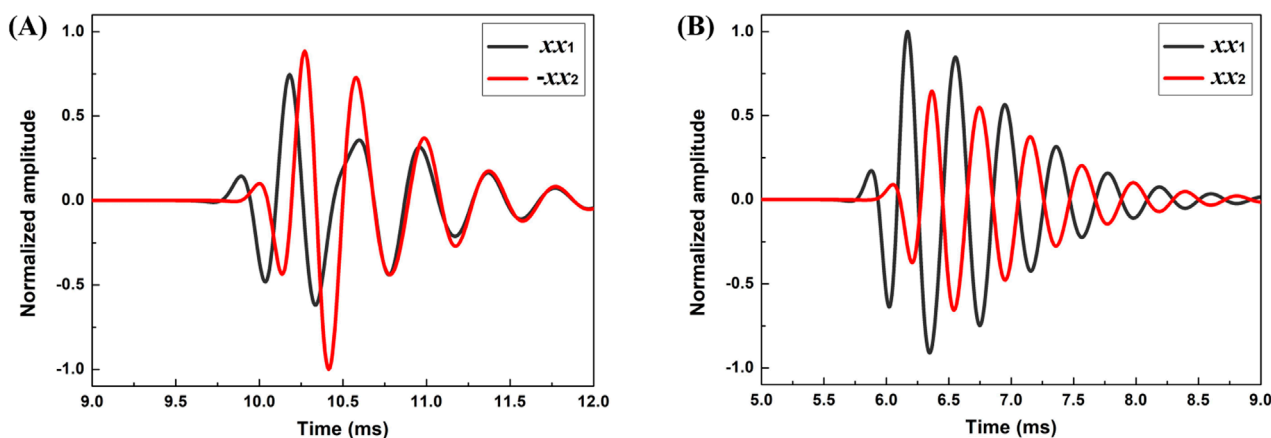 (A)
Normalized amplitude
1.0
0.5
0.0
-0.5
-1.0
xx1
-xx2
9.0 9.5 10.0 10.5 11.0 11.5 12.0
Time (ms)
(B)
Normalized amplitude
1.0
0.5
0.0
-0.5
-1.0
xx1
xx2
5.0 5.5 6.0 6.5 7.0 7.5 8.0 8.5 9.0
Time (ms)